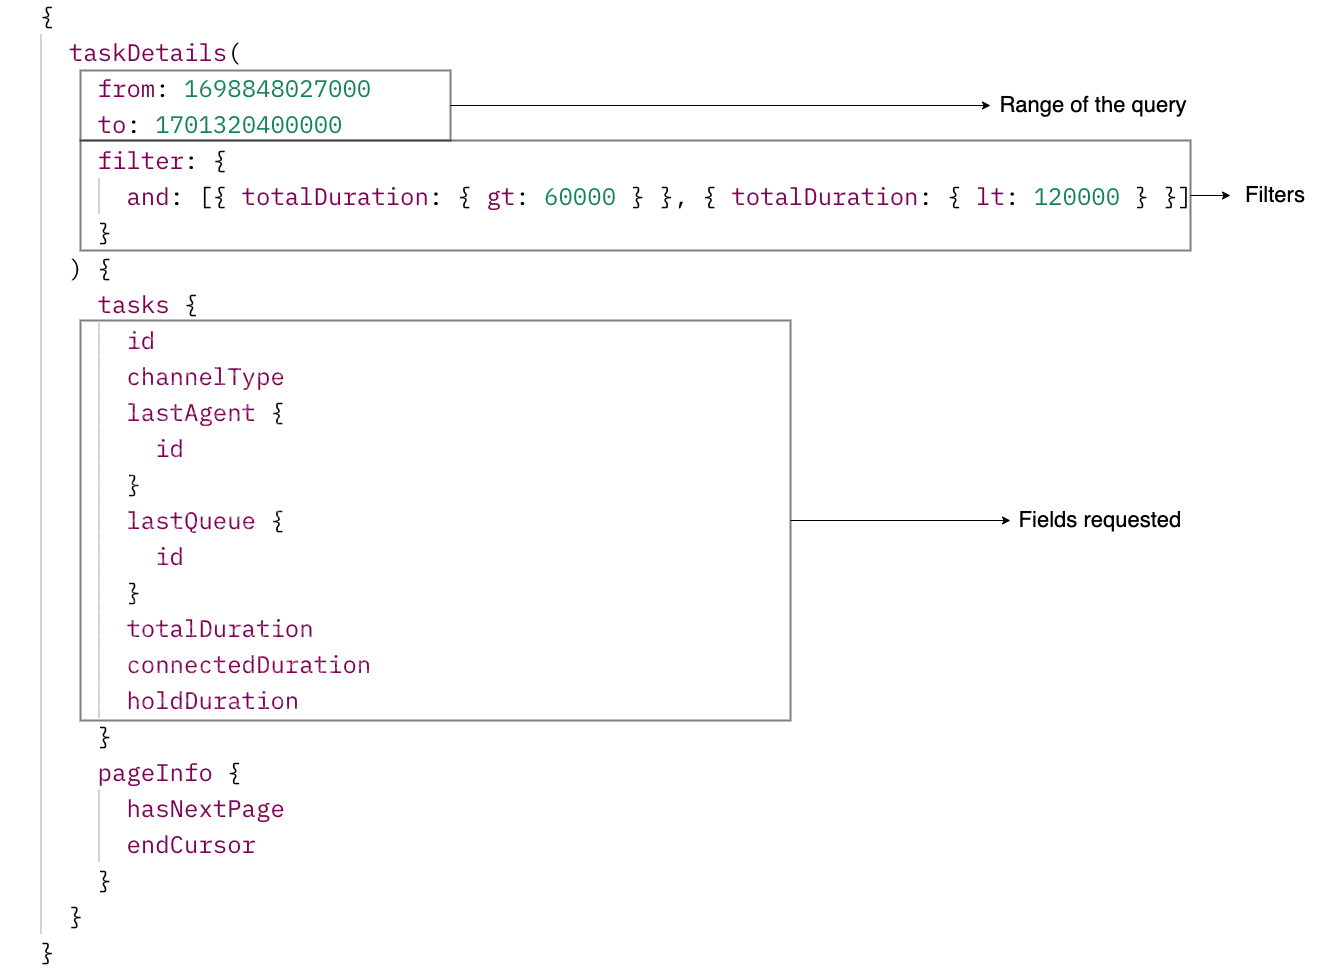 {
taskDetails(
from: 1698848027000
to: 1701320400000
Range of the query
filter: {
and: [{ totalDuration: { gt: 60000 } }, { totalDuration: { lt: 120000 } }]
Filters
}
) {
tasks {
id
channelType
lastAgent {
id
}
lastQueue {
Fields requested
id
}
totalDuration
connectedDuration
holdDuration
}
pageInfo {
hasNextPage
endCursor
}
}
}